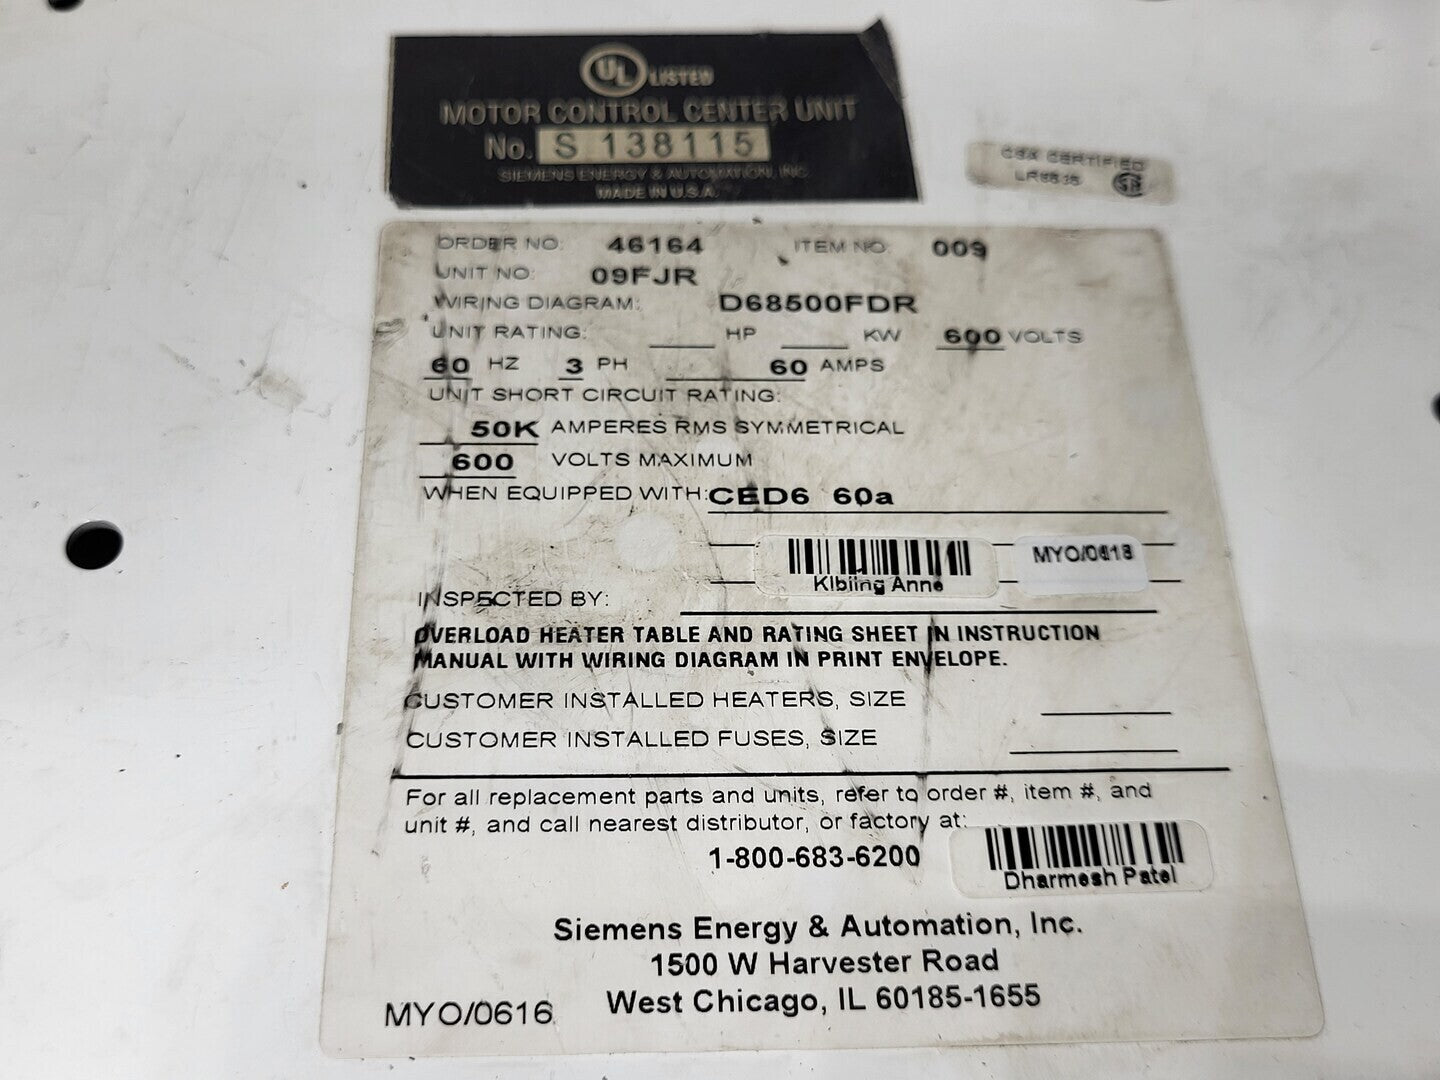 UL LISTED
MOTOR CONTROL CENTER UNIT
No. S 138115
SIEMENS ENERGY & AUTOMATION, INC.
MADE IN U.S.A.
CSA CERTIFIED
ORDER NO: 46164 ITEM NO: 009
UNIT NO: 09FJR
WIRING DIAGRAM: D68500FDR
UNIT RATING: ____ HP ____ KW 600 VOLTS
60 HZ 3 PH 60 AMPS
UNIT SHORT CIRCUIT RATING:
50K AMPERES RMS SYMMETRICAL
600 VOLTS MAXIMUM
WHEN EQUIPPED WITH: CED6 60a
Klbiing Anne
MYO/0618
INSPECTED BY:
OVERLOAD HEATER TABLE AND RATING SHEET IN INSTRUCTION
MANUAL WITH WIRING DIAGRAM IN PRINT ENVELOPE.
CUSTOMER INSTALLED HEATERS, SIZE
CUSTOMER INSTALLED FUSES, SIZE
For all replacement parts and units, refer to order #, item #, and
unit #, and call nearest distributor, or factory at:
1-800-683-6200
Dharmesh Patel
Siemens Energy & Automation, Inc.
1500 W Harvester Road
West Chicago, IL 60185-1655
MYO/0616